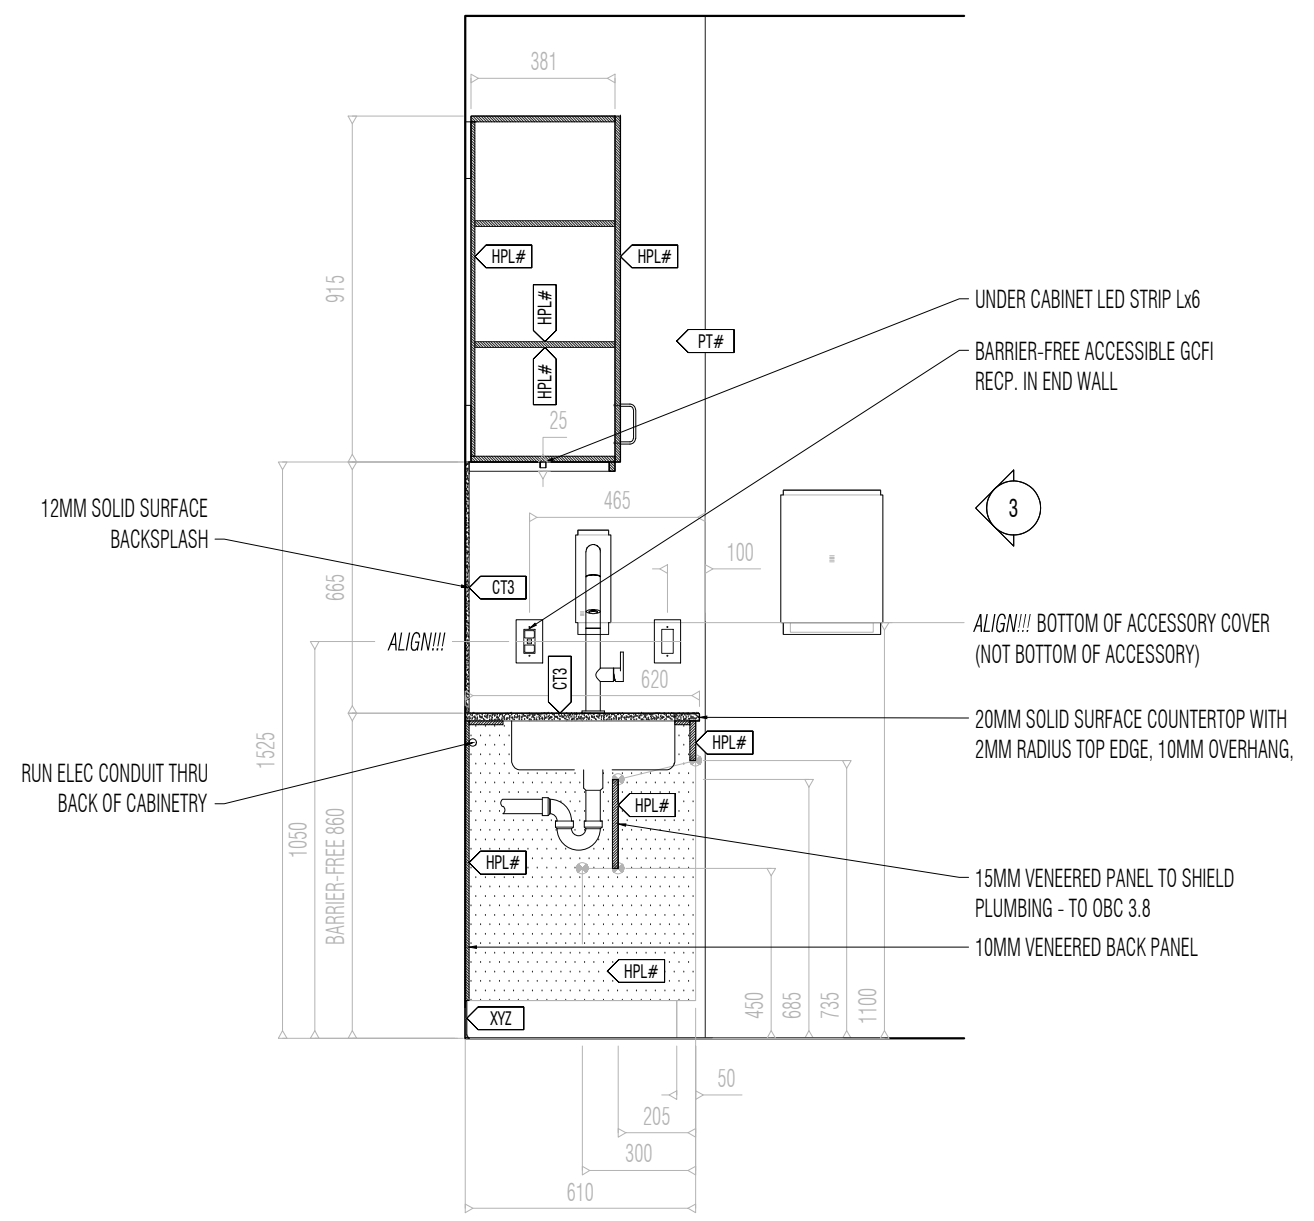 381
915
HPL#
HPL#
HPL#
HPL#
PT#
UNDER CABINET LED STRIP Lx6
BARRIER-FREE ACCESSIBLE GCFI
RECP. IN END WALL
25
465
100
3
12MM SOLID SURFACE
BACKSPLASH
CT3
665
ALIGN!!!
CT3
620
ALIGN!!! BOTTOM OF ACCESSORY COVER
(NOT BOTTOM OF ACCESSORY)
20MM SOLID SURFACE COUNTERTOP WITH
2MM RADIUS TOP EDGE, 10MM OVERHANG,
HPL#
1525
RUN ELEC CONDUIT THRU
BACK OF CABINETRY
1050
BARRIER-FREE 860
HPL#
HPL#
15MM VENEERED PANEL TO SHIELD
PLUMBING - TO OBC 3.8
10MM VENEERED BACK PANEL
HPL#
450
685
735
1100
XYZ
50
205
300
610